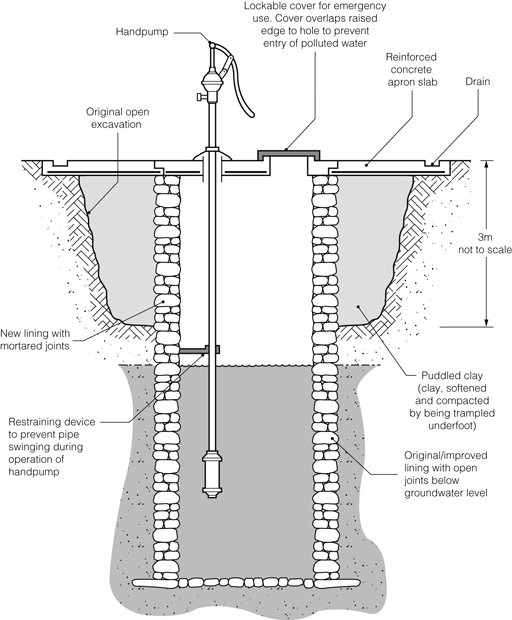 Lockable cover for emergency
use. Cover overlaps raised
edge to hole to prevent
entry of polluted water
Handpump
Reinforced
concrete
apron slab
Drain
Original open
excavation
3m
not to scale
New lining with
mortared joints
Puddled clay
(clay, softened
and compacted
by being trampled
underfoot)
Restraining device
to prevent pipe
swinging during
operation of
handpump
Original/improved
lining with open
joints below
groundwater level